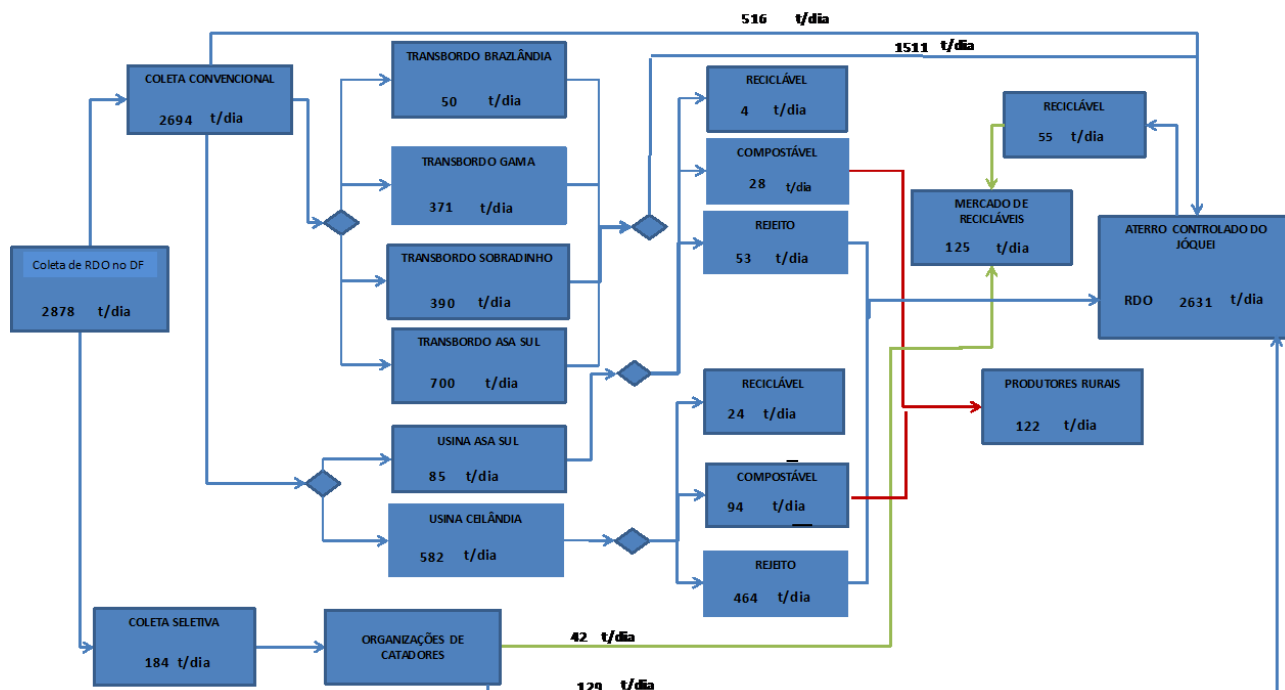 516 t/dia
1511 t/dia
TRANSBORDO BRAZLÂNDIA
50 t/dia
COLETA CONVENCIONAL
2694 t/dia
RECICLÁVEL
4 t/dia
RECICLÁVEL
55 t/dia
TRANSBORDO GAMA
371 t/dia
COMPOSTÁVEL
28 t/dia
MERCADO DE
RECICLÁVEIS
125 t/dia
REJEITO
53 t/dia
ATERRO CONTROLADO DO
JÓQUEI
RDO 2631 t/dia
Coleta de RDO no DF
2878 t/dia
TRANSBORDO SOBRADINHO
390 t/dia
TRANSBORDO ASA SUL
700 t/dia
RECICLÁVEL
24 t/dia
PRODUTORES RURAIS
122 t/dia
USINA ASA SUL
85 t/dia
COMPOSTÁVEL
94 t/dia
USINA CEILÂNDIA
582 t/dia
REJEITO
464 t/dia
COLETA SELETIVA
184 t/dia
ORGANIZAÇÕES DE
CATADORES
42 t/dia
129 t/dia